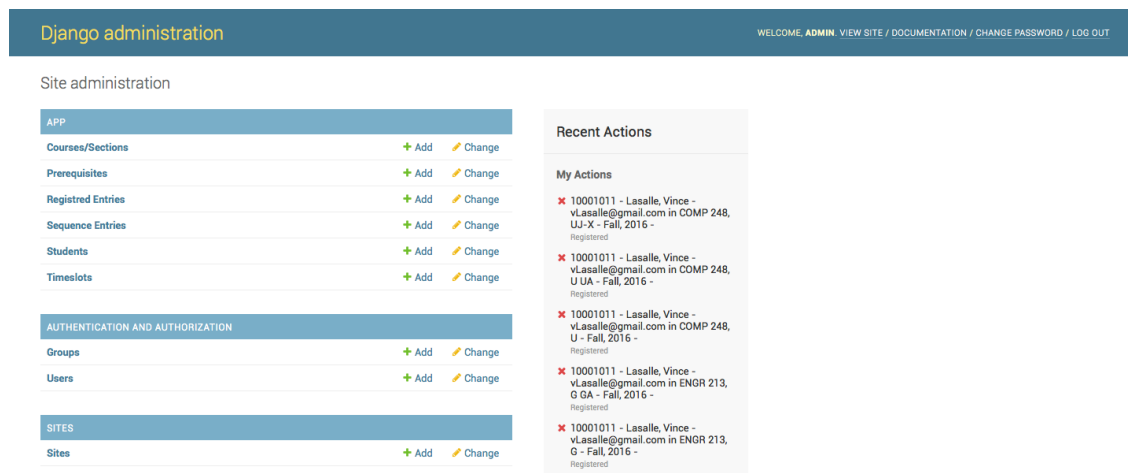 Django administration
WELCOME, ADMIN. VIEW SITE / DOCUMENTATION / CHANGE PASSWORD / LOG OUT
Site administration
APP
Courses/Sections Add Change
Prerequisites Add Change
Registred Entries Add Change
Sequence Entries Add Change
Students Add Change
Timeslots Add Change
AUTHENTICATION AND AUTHORIZATION
Groups Add Change
Users Add Change
SITES
Sites Add Change
Recent Actions
My Actions
10001011 - Lasalle, Vince -
vLasalle@gmail.com in COMP 248,
UJ-X - Fall, 2016 -
Registered
10001011 - Lasalle, Vince -
vLasalle@gmail.com in COMP 248,
U UA - Fall, 2016 -
Registered
10001011 - Lasalle, Vince -
vLasalle@gmail.com in COMP 248,
U - Fall, 2016 -
Registered
10001011 - Lasalle, Vince -
vLasalle@gmail.com in ENGR 213,
G GA - Fall, 2016 -
Registered
10001011 - Lasalle, Vince -
vLasalle@gmail.com in ENGR 213,
G - Fall, 2016 -
Registered